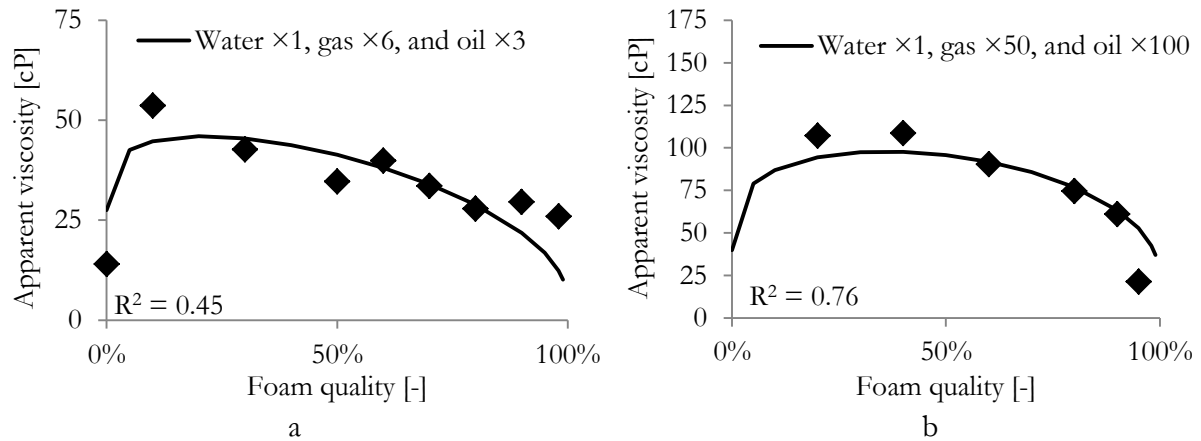 Water ×1, gas ×6, and oil ×3
Apparent viscosity [cP]
75
50
25
0
R² = 0.45
0%
50%
100%
Foam quality [-]
a
Water ×1, gas ×50, and oil ×100
Apparent viscosity [cP]
175
150
125
100
75
50
25
0
R² = 0.76
0%
50%
100%
Foam quality [-]
b